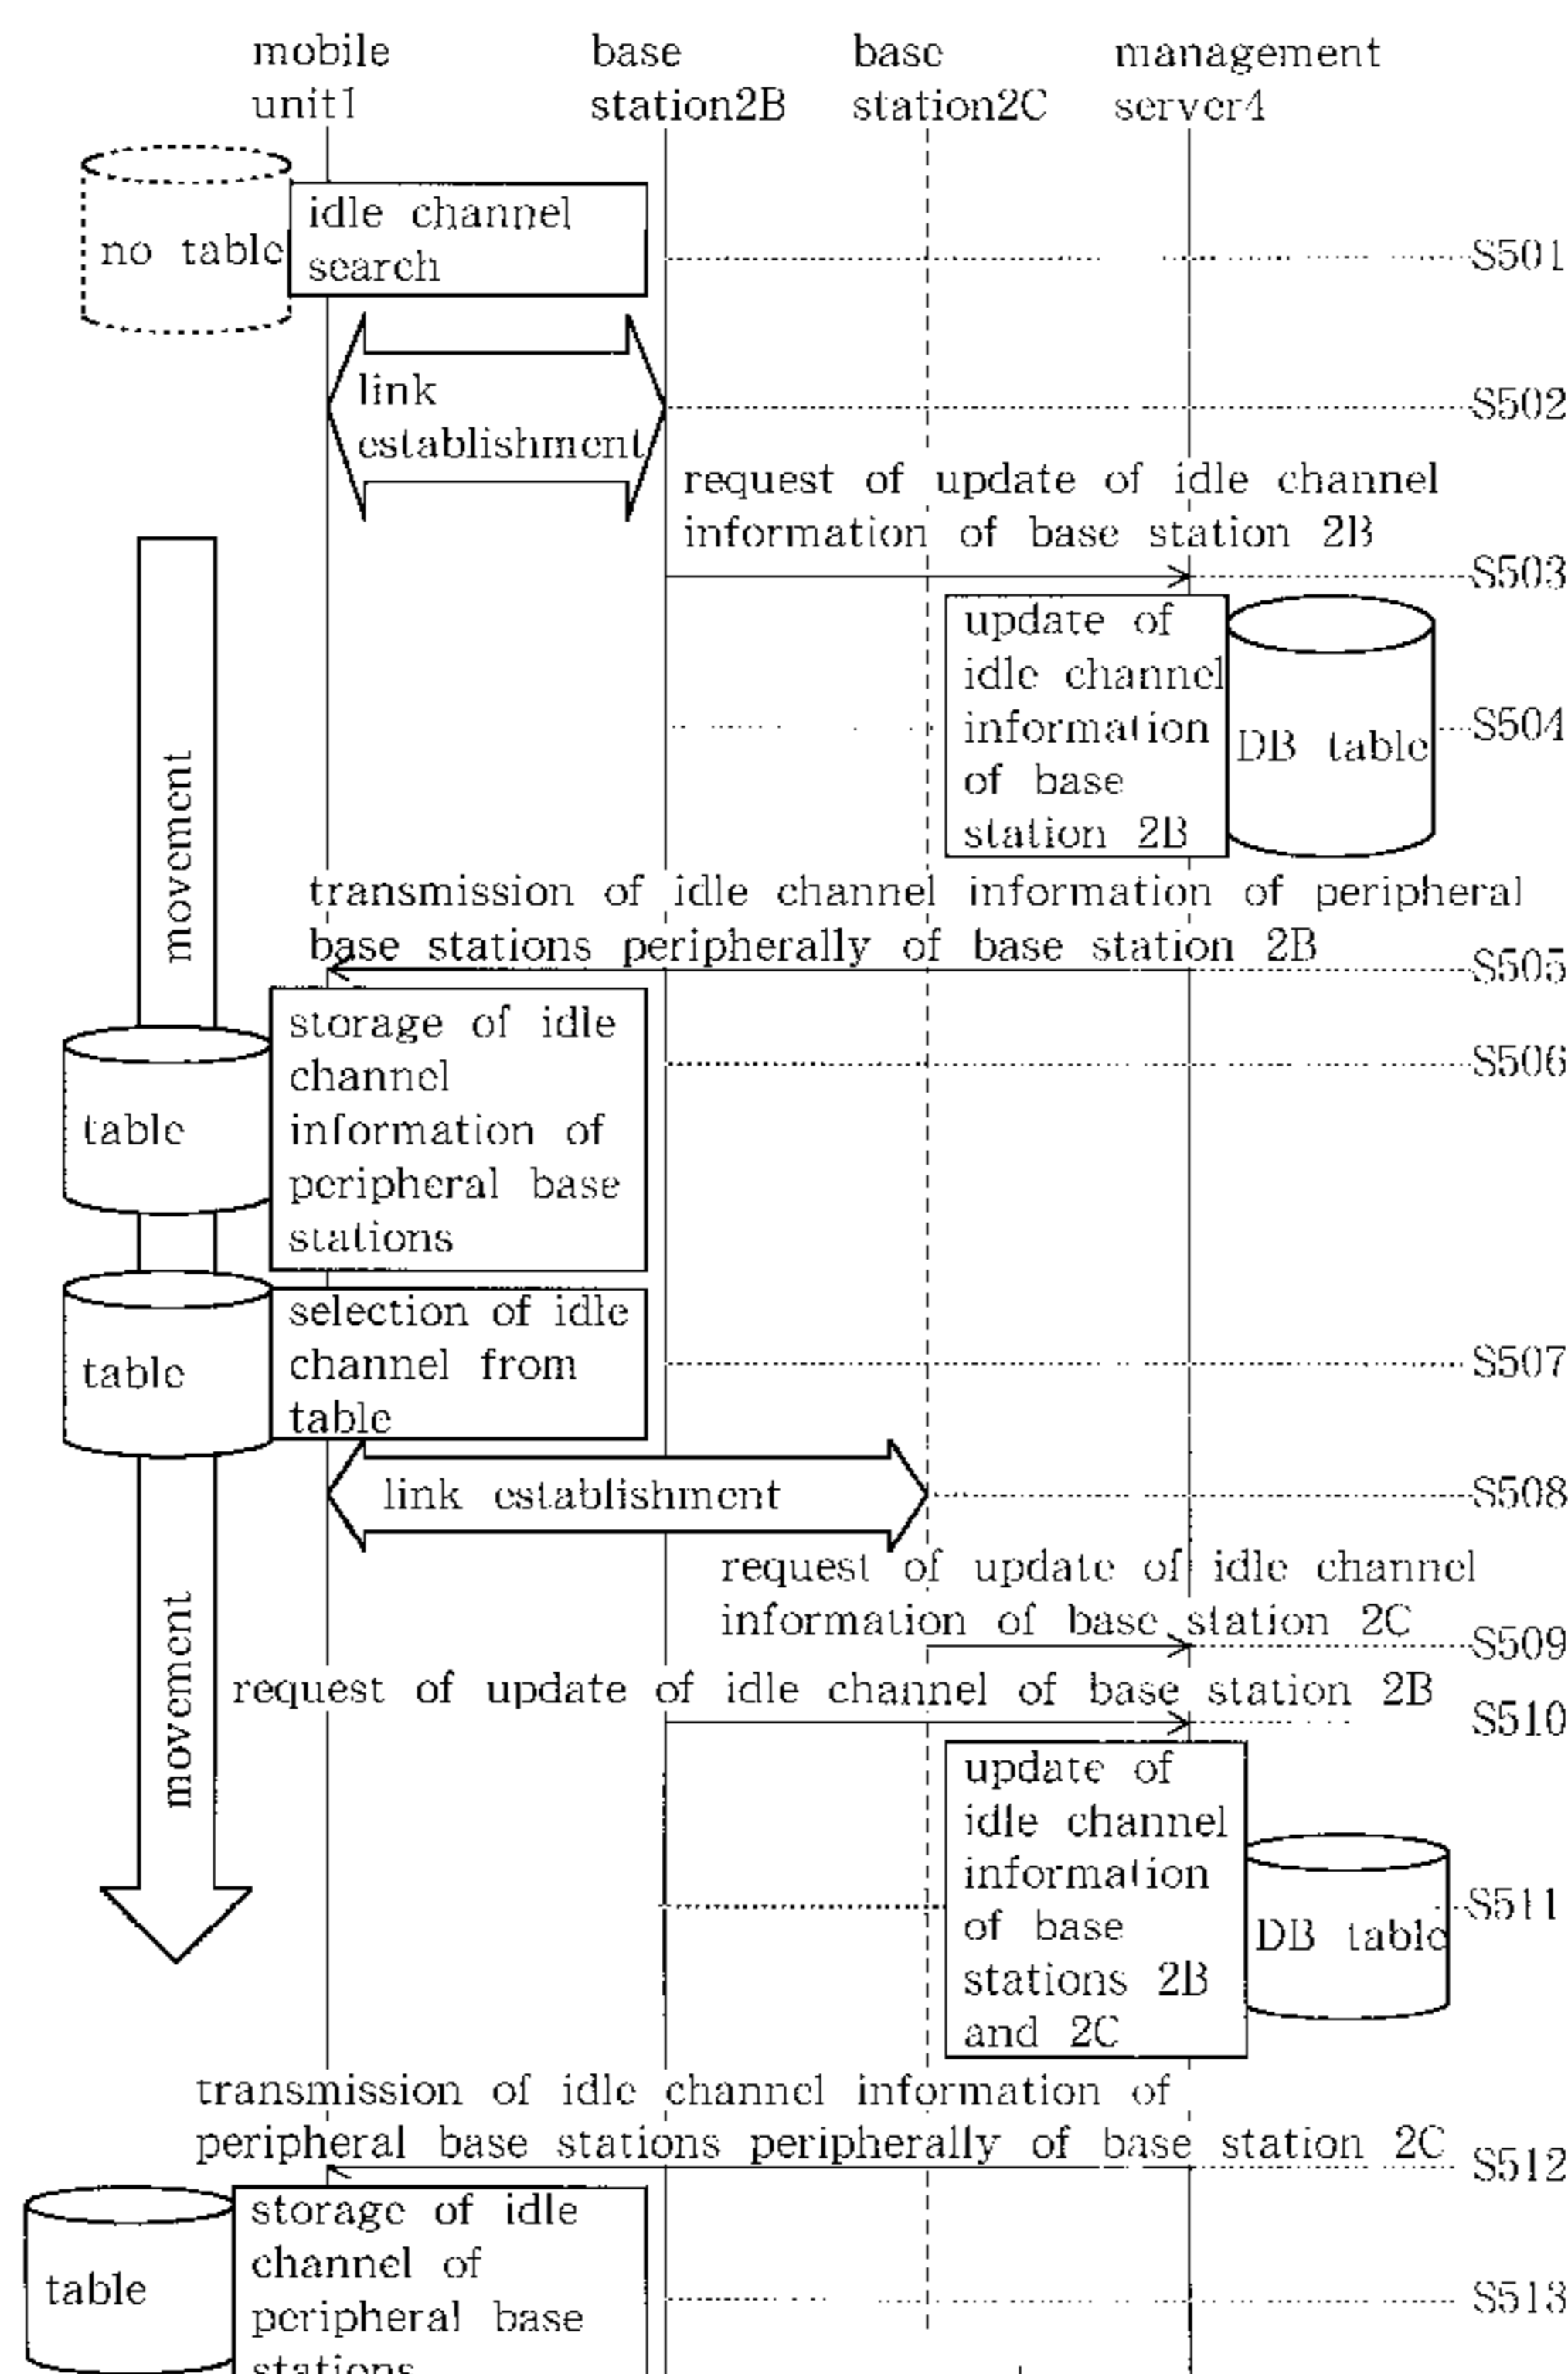 mobile
unit1
base
station2B
base
station2C
management
server4
no table
idle channel
search
S501
link
establishment
S502
request of update of idle channel
information of base station 2B
S503
update of
idle channel
information
of base
station 2B
DB table
S504
movement
transmission of idle channel information of peripheral
base stations peripherally of base station 2B
S505
storage of idle
channel
information of
peripheral base
stations
table
S506
selection of idle
channel from
table
table
S507
link establishment
S508
request of update of idle channel
information of base station 2C
S509
request of update of idle channel of base station 2B
S510
movement
update of
idle channel
information
of base
stations 2B
and 2C
DB table
S511
transmission of idle channel information of
peripheral base stations peripherally of base station 2C
S512
storage of idle
channel of
peripheral base
stations
table
S513